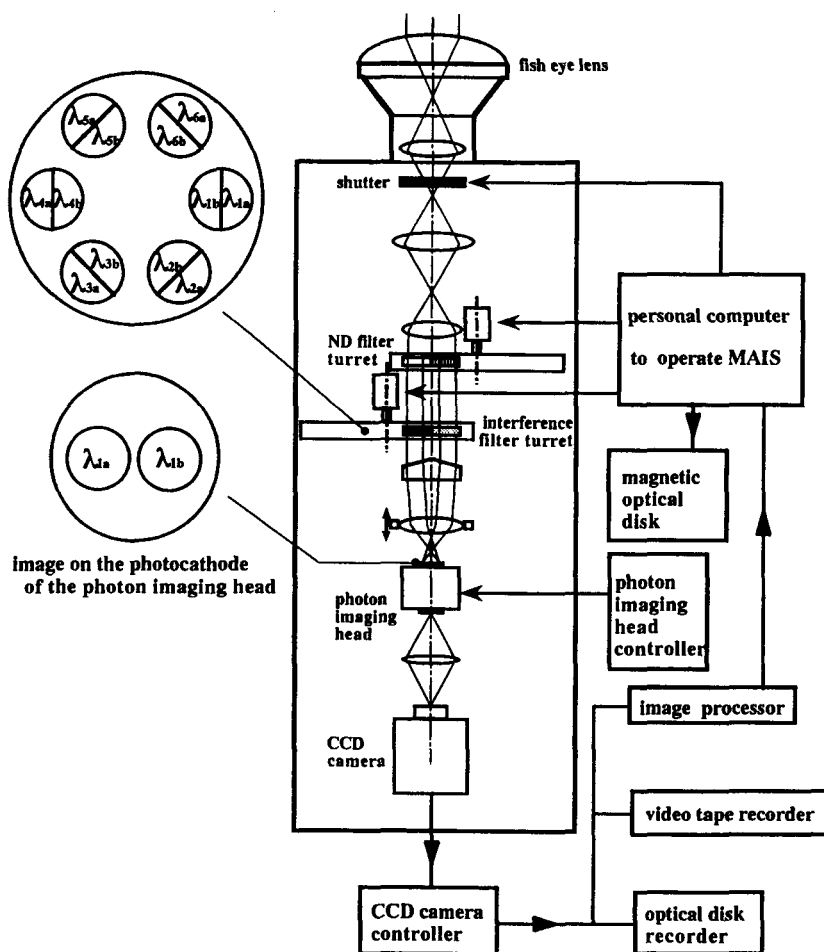 fish eye lens
λ5a
λ5b
λ6a
λ6b
λ4a
λ4b
λ1b
λ1a
λ3b
λ3a
λ2b
λ2a
shutter
personal computer
to operate MAIS
ND filter
turret
interference
filter turret
λ1a
λ1b
magnetic
optical
disk
image on the photocathode
of the photon imaging head
photon
imaging
head
photon
imaging
head
controller
image processor
CCD
camera
video tape recorder
CCD camera
controller
optical disk
recorder